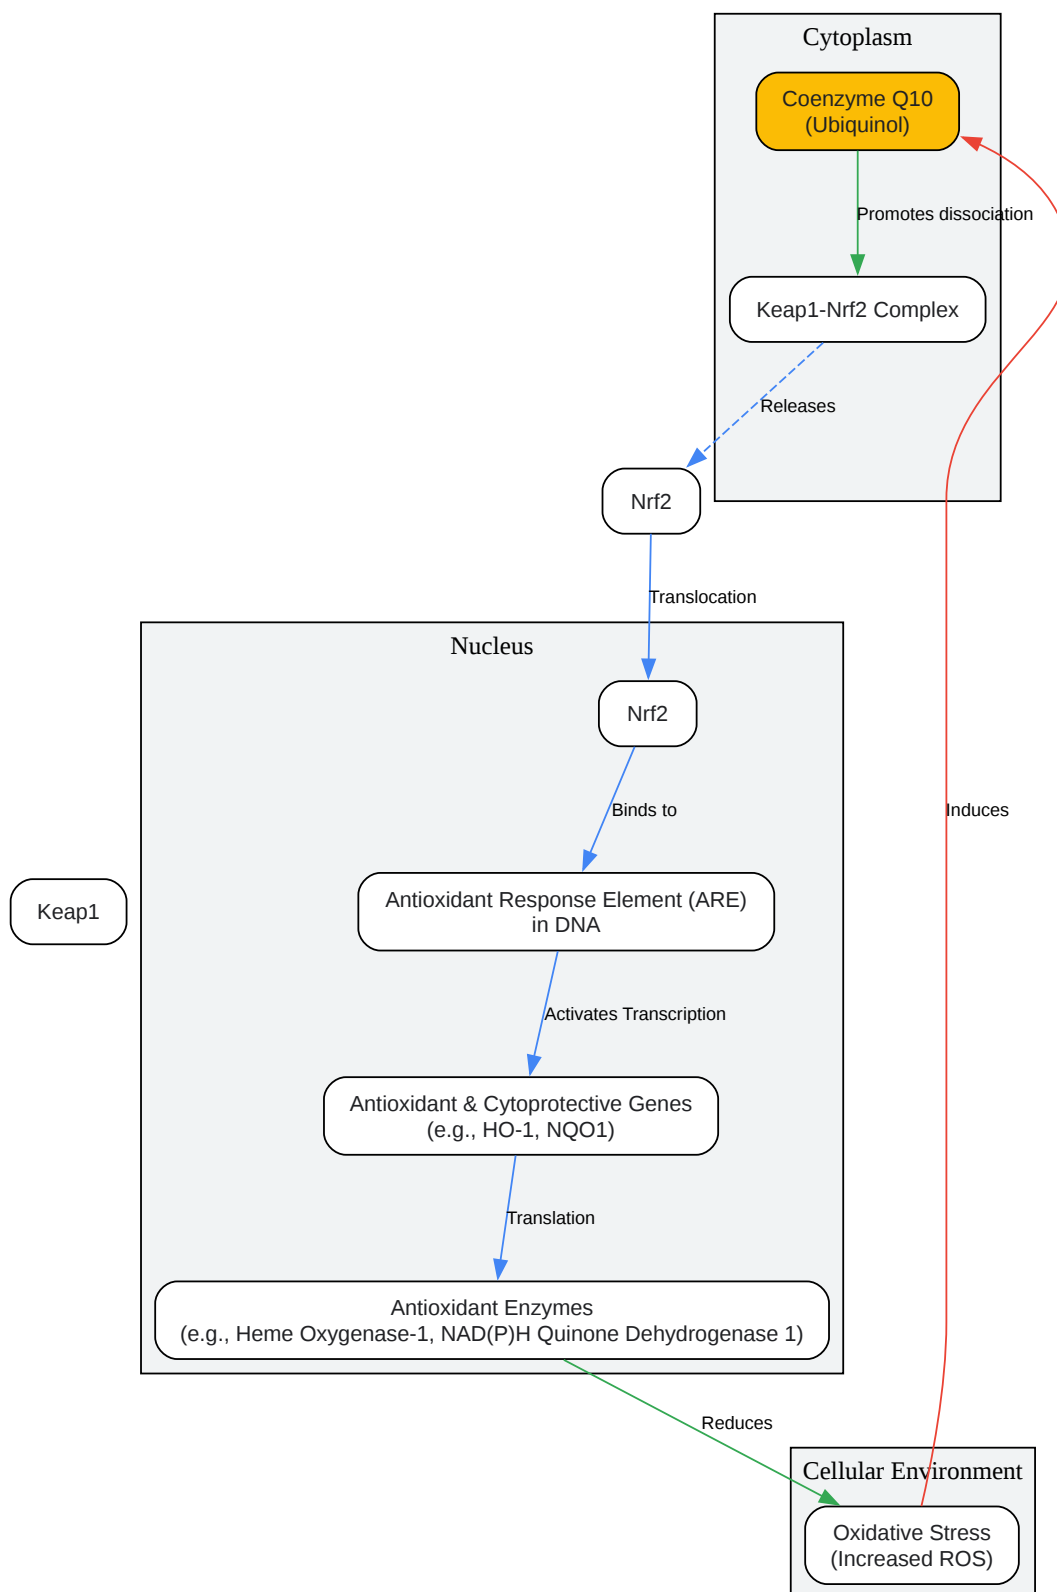 Cytoplasm
Coenzyme Q10
(Ubiquinol)
Promotes dissociation
Keap1-Nrf2 Complex
Releases
Nrf2
Translocation
Nucleus
Nrf2
Binds to
Induces
Antioxidant Response Element (ARE)
in DNA
Keap1
Activates Transcription
Antioxidant & Cytoprotective Genes
(e.g., HO-1, NQO1)
Translation
Antioxidant Enzymes
(e.g., Heme Oxygenase-1, NAD(P)H Quinone Dehydrogenase 1)
Reduces
Cellular Environment
Oxidative Stress
(Increased ROS)